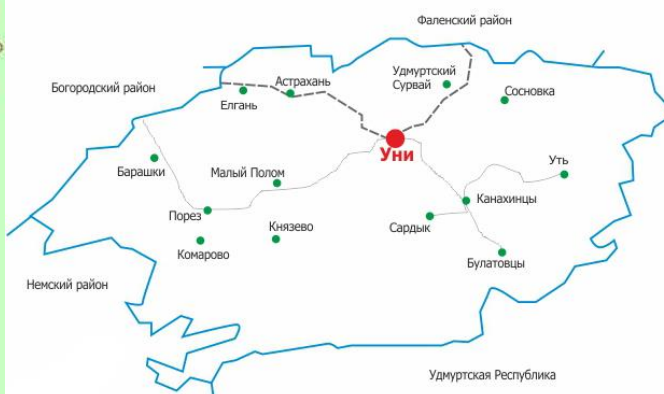 Фаленский район
Богородский район
Астрахань
Удмуртский
Сурвай
Елгань
Сосновка
Уни
Барашки
Малый Полом
Уть
Канахинцы
Порез
Князево
Сардык
Комарово
Булатовцы
Немский район
Удмуртская Республика